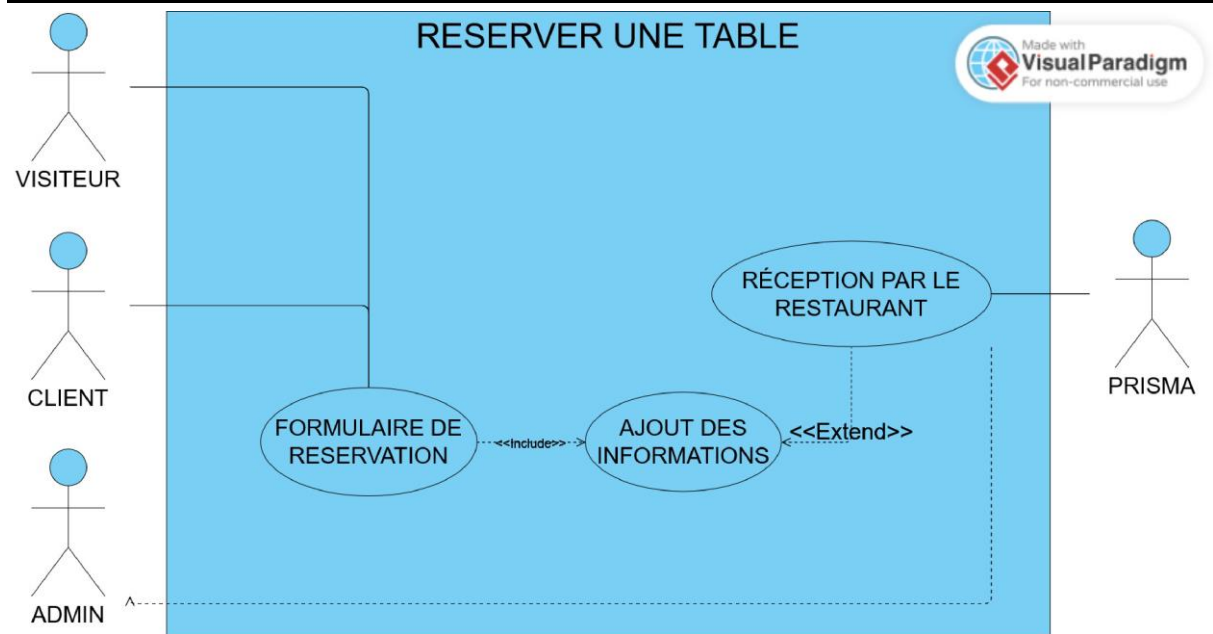 RESERVER UNE TABLE
Made with
Visual Paradigm
For non-commercial use
VISITEUR
RÉCEPTION PAR LE
RESTAURANT
CLIENT
PRISMA
FORMULAIRE DE
RESERVATION
<<Include>>
AJOUT DES
INFORMATIONS
<<Extend>>
ADMIN